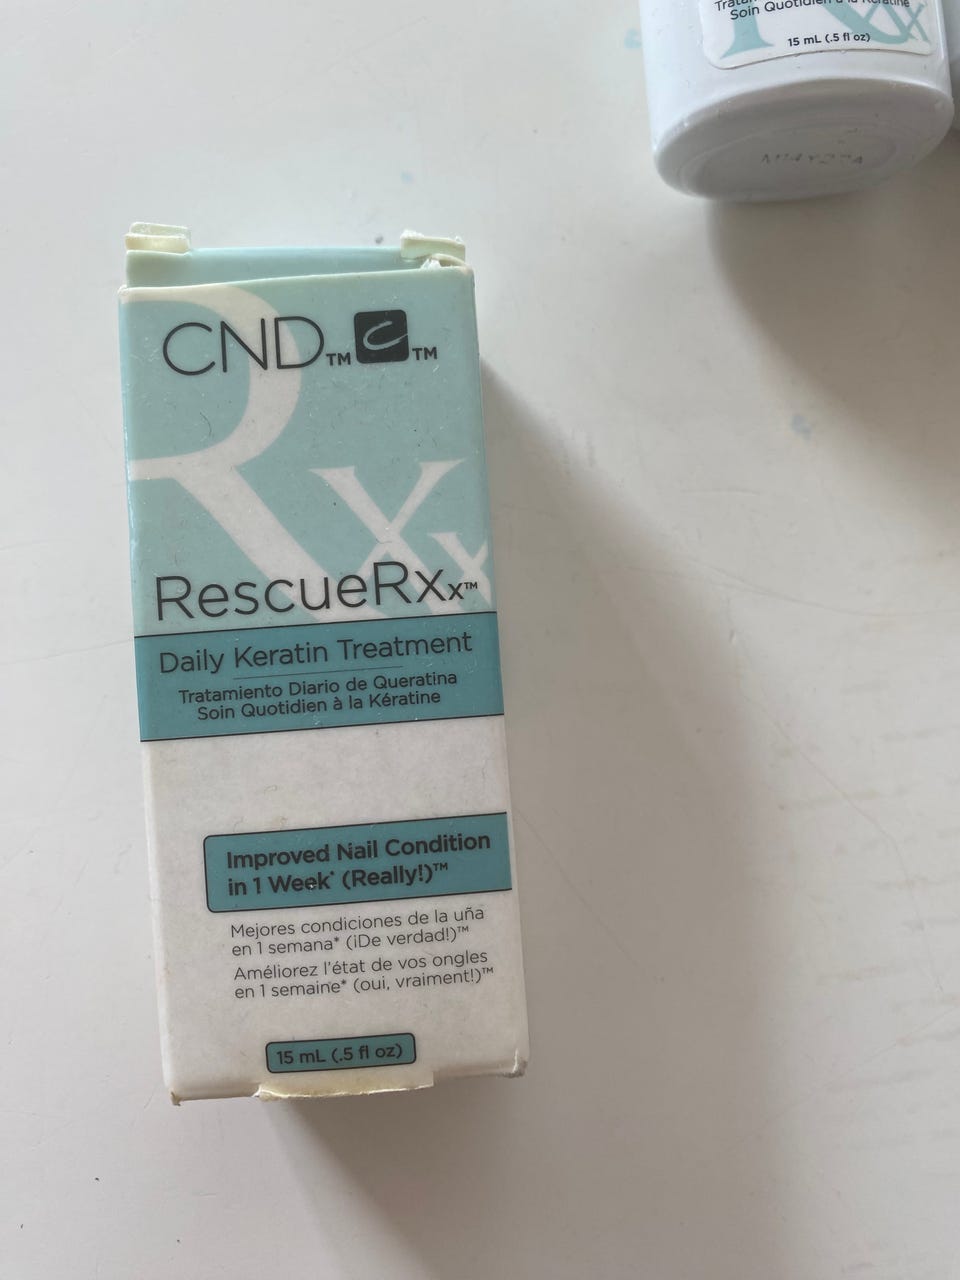 Soin Quotidien à la Kératine
15 mL (.5 fl oz)
CND™ ™
Rx
RescueRxx™
Daily Keratin Treatment
Tratamiento Diario de Queratina
Soin Quotidien à la Kératine
Improved Nail Condition
in 1 Week* (Really!)™
Mejores condiciones de la uña
en 1 semana* (¡De verdad!)™
Améliorez l'état de vos ongles
en 1 semaine* (oui, vraiment!)™
15 mL (.5 fl oz)